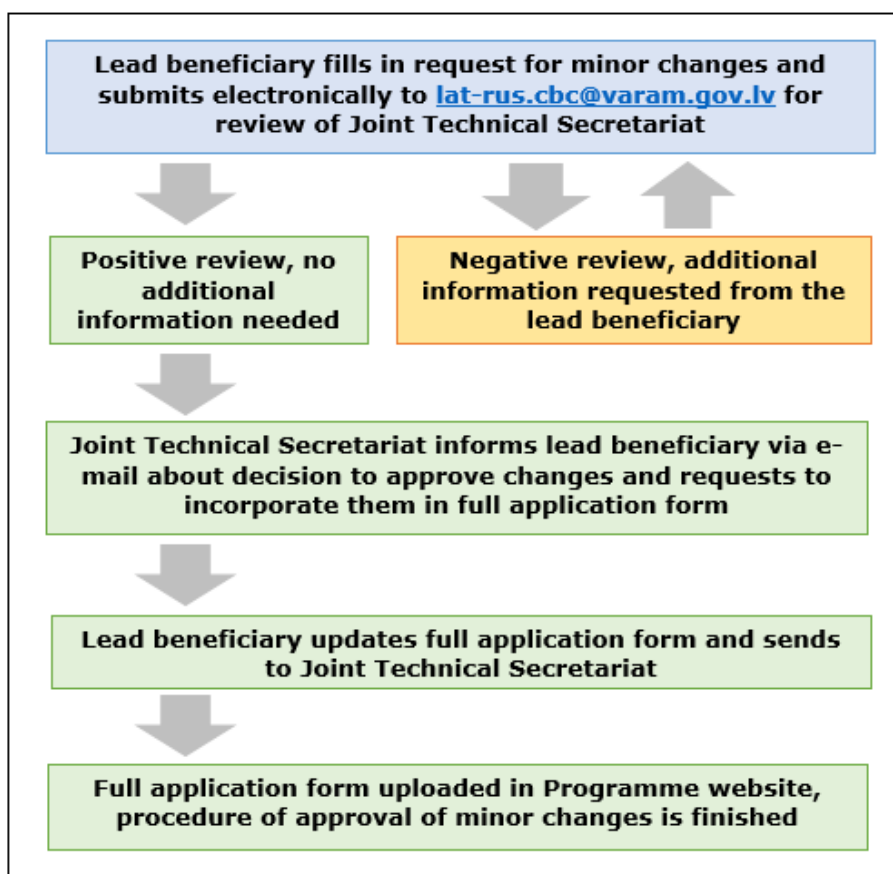 Lead beneficiary fills in request for minor changes and
submits electronically to lat-rus.cbc@varam.gov.lv for
review of Joint Technical Secretariat
Positive review, no
additional
information needed
Negative review, additional
information requested from the
lead beneficiary
Joint Technical Secretariat informs lead beneficiary via e-
mail about decision to approve changes and requests to
incorporate them in full application form
Lead beneficiary updates full application form and sends
to Joint Technical Secretariat
Full application form uploaded in Programme website,
procedure of approval of minor changes is finished